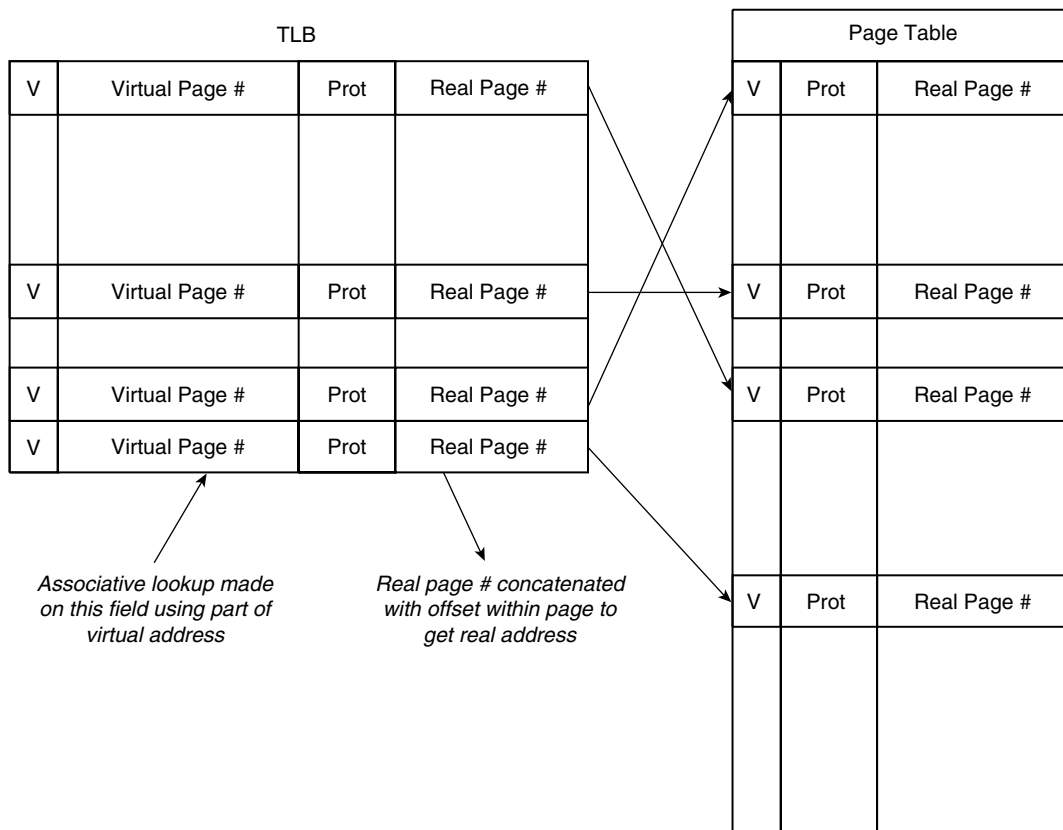 TLB
Page Table
V Virtual Page # Prot Real Page #
V Prot Real Page #
V Virtual Page # Prot Real Page #
V Prot Real Page #
V Virtual Page # Prot Real Page #
V Prot Real Page #
V Virtual Page # Prot Real Page #
Associative lookup made
on this field using part of
virtual address
Real page # concatenated
with offset within page to
get real address
V Prot Real Page #